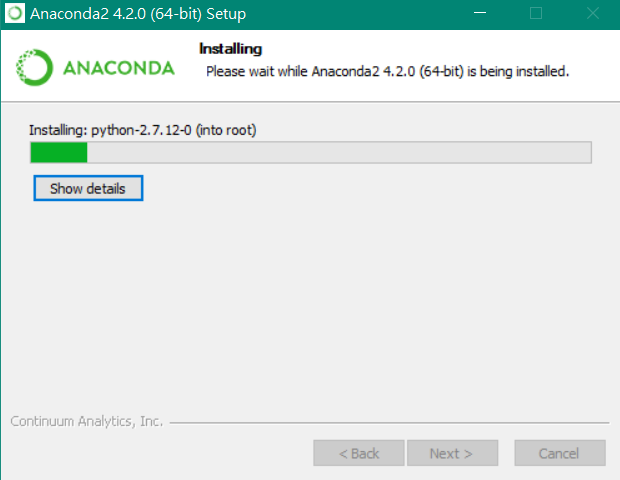 Anaconda2 4.2.0 (64-bit) Setup
ANACONDA
Installing
Please wait while Anaconda2 4.2.0 (64-bit) is being installed.
Installing: python-2.7.12-0 (into root)
Show details
Continuum Analytics, Inc.
< Back
Next >
Cancel